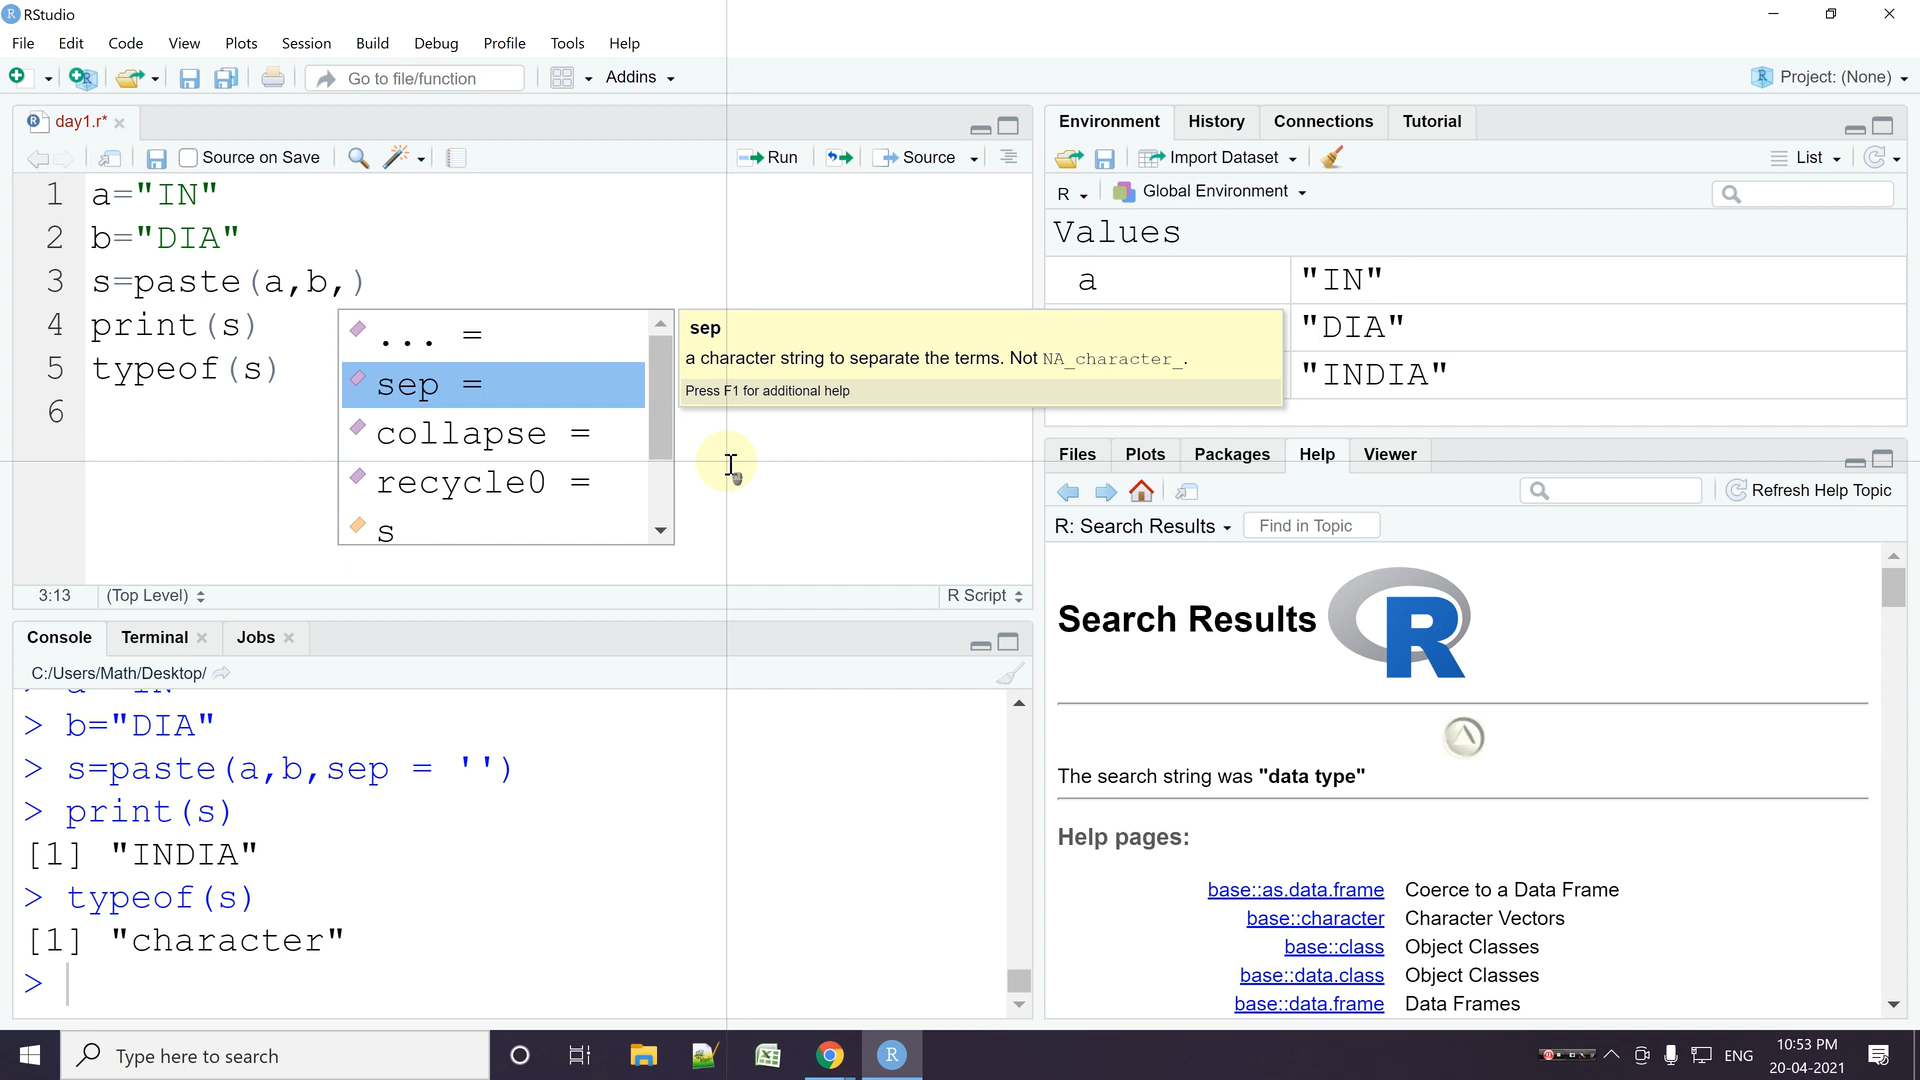 RStudio
File Edit Code View Plots Session Build Debug Profile Tools Help
Go to file/function Addins Project: (None)
day1.r*
Source on Save Run Source
1 a="IN"
2 b="DIA"
3 s=paste(a,b,)
4 print(s)
5 typeof(s)
6
... =
sep =
collapse =
recycle0 =
s
sep
a character string to separate the terms. Not NA_character_.
Press F1 for additional help
3:13 (Top Level) R Script
Console Terminal Jobs
C:/Users/Math/Desktop/
> b="DIA"
> s=paste(a,b,sep = '')
> print(s)
[1] "INDIA"
> typeof(s)
[1] "character"
>
Environment History Connections Tutorial
Import Dataset List
R Global Environment
Values
a "IN"
"DIA"
"INDIA"
Files Plots Packages Help Viewer
Refresh Help Topic
R: Search Results Find in Topic
Search Results R
The search string was "data type"
Help pages:
base::as.data.frame Coerce to a Data Frame
base::character Character Vectors
base::class Object Classes
base::data.class Object Classes
base::data.frame Data Frames
Type here to search
R
ENG
10:53 PM
20-04-2021